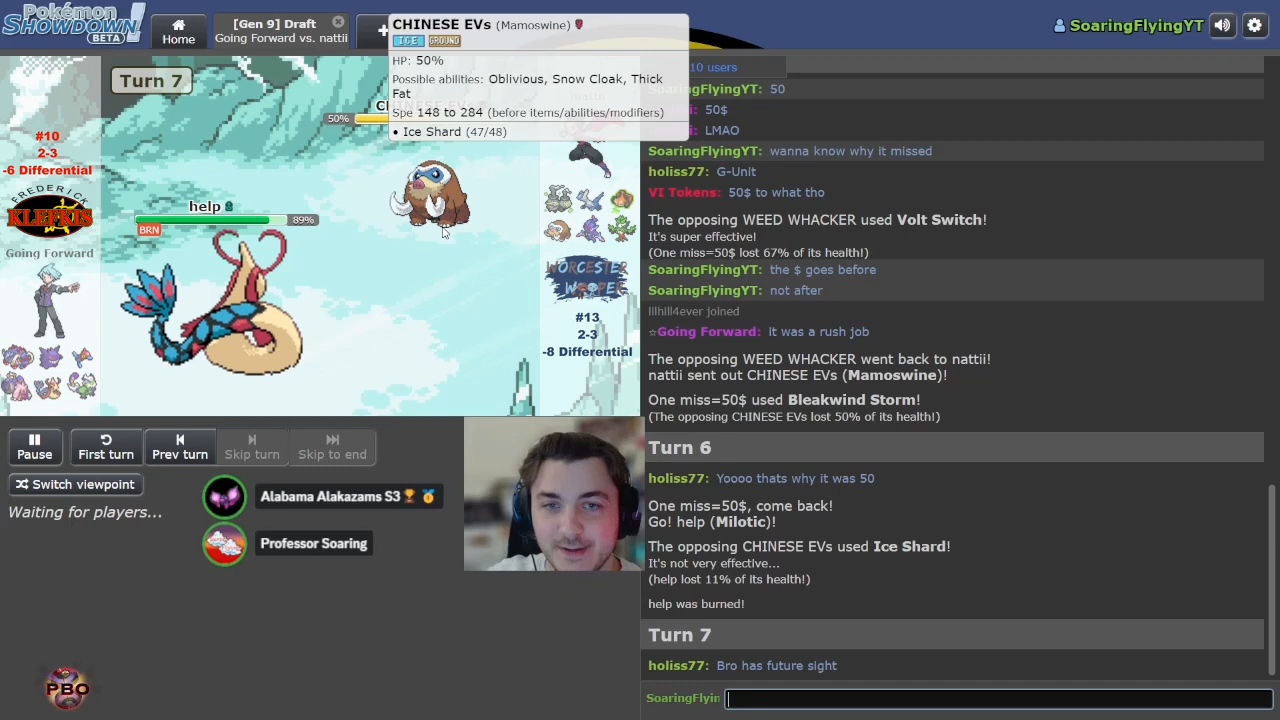 Pokémon
Showdown!
BETA
Home
[Gen 9] Draft
Going Forward vs. nattii
SoaringFlyingYT
CHINESE EVs (Mamoswine)
ICE GROUND
HP: 50%
Possible abilities: Oblivious, Snow Cloak, Thick
Fat
Spe 148 to 284 (before items/abilities/modifiers)
• Ice Shard (47/48)
Turn 7
50%
#10
2-3
-6 Differential
FREDERICK
KLEFKIS
Going Forward
help
89%
BRN
WORCESTER
WOOPER
#13
2-3
-8 Differential
Pause
First turn
Prev turn
Skip turn
Skip to end
Switch viewpoint
Waiting for players...
Alabama Alakazams S3
Professor Soaring
PBO
10 users
SoaringFlyingYT: 50
50$
LMAO
SoaringFlyingYT: wanna know why it missed
holiss77: G-Unit
VI Tokens: 50$ to what tho
The opposing WEED WHACKER used Volt Switch!
It's super effective!
(One miss=50$ lost 67% of its health!)
SoaringFlyingYT: the $ goes before
SoaringFlyingYT: not after
lilhill4ever joined
☆Going Forward: It was a rush job
The opposing WEED WHACKER went back to nattii!
nattii sent out CHINESE EVs (Mamoswine)!
One miss=50$ used Bleakwind Storm!
(The opposing CHINESE EVs lost 50% of its health!)
Turn 6
holiss77: Yoooo thats why it was 50
One miss=50$, come back!
Go! help (Milotic)!
The opposing CHINESE EVs used Ice Shard!
It's not very effective...
(help lost 11% of its health!)
help was burned!
Turn 7
holiss77: Bro has future sight
SoaringFlyin